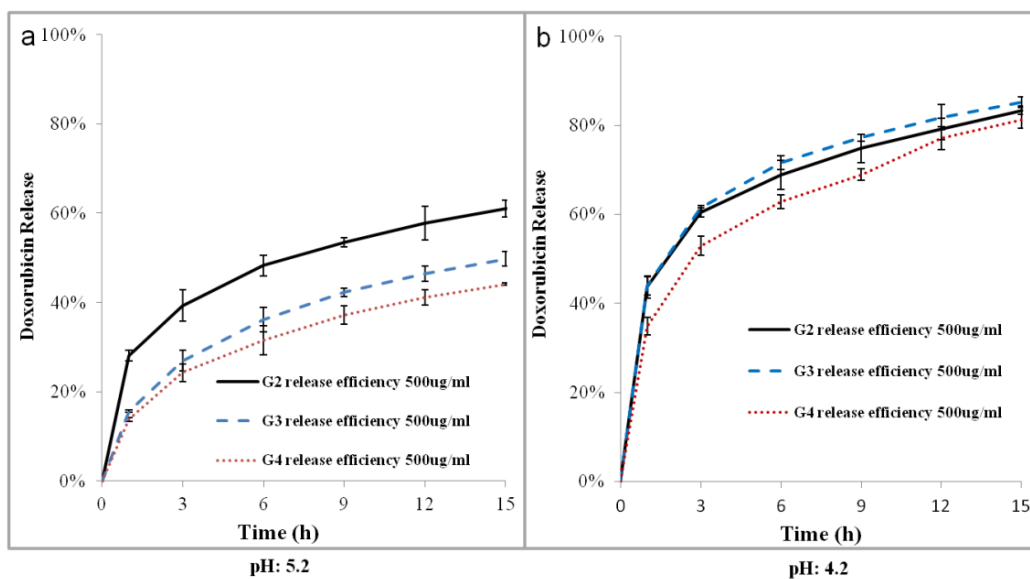 a
100%
80%
60%
40%
20%
0%
Doxorubicin Release
G2 release efficiency 500ug/ml
G3 release efficiency 500ug/ml
G4 release efficiency 500ug/ml
0 1 3 6 9 12 15
Time (h)
pH: 5.2
b
100%
80%
60%
40%
20%
0%
Doxorubicin Release
G2 release efficiency 500ug/ml
G3 release efficiency 500ug/ml
G4 release efficiency 500ug/ml
0 1 3 6 9 12 15
Time (h)
pH: 4.2